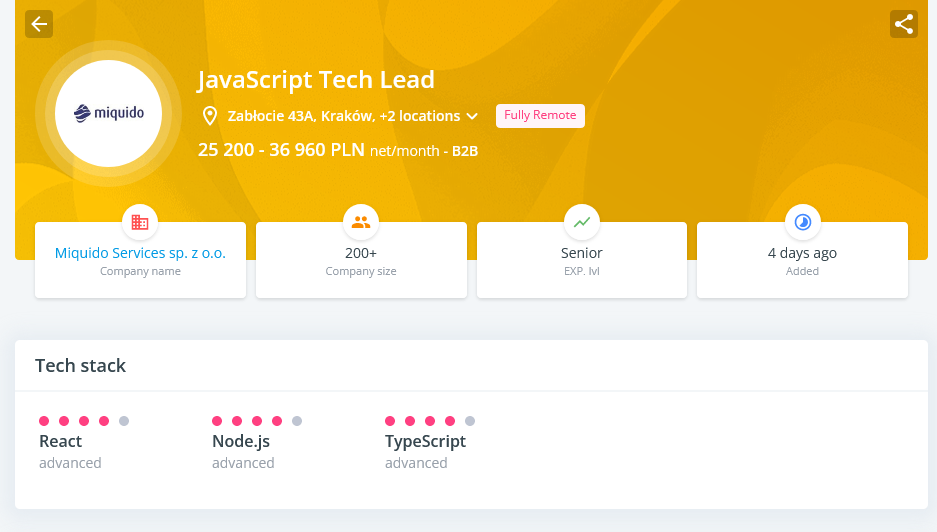 miquido
JavaScript Tech Lead
Zabłocie 43A, Kraków, +2 locations
Fully Remote
25 200 - 36 960 PLN net/month - B2B
Miquido Services sp. z o.o.
Company name
200+
Company size
Senior
EXP. lvl
4 days ago
Added
Tech stack
React
advanced
Node.js
advanced
TypeScript
advanced